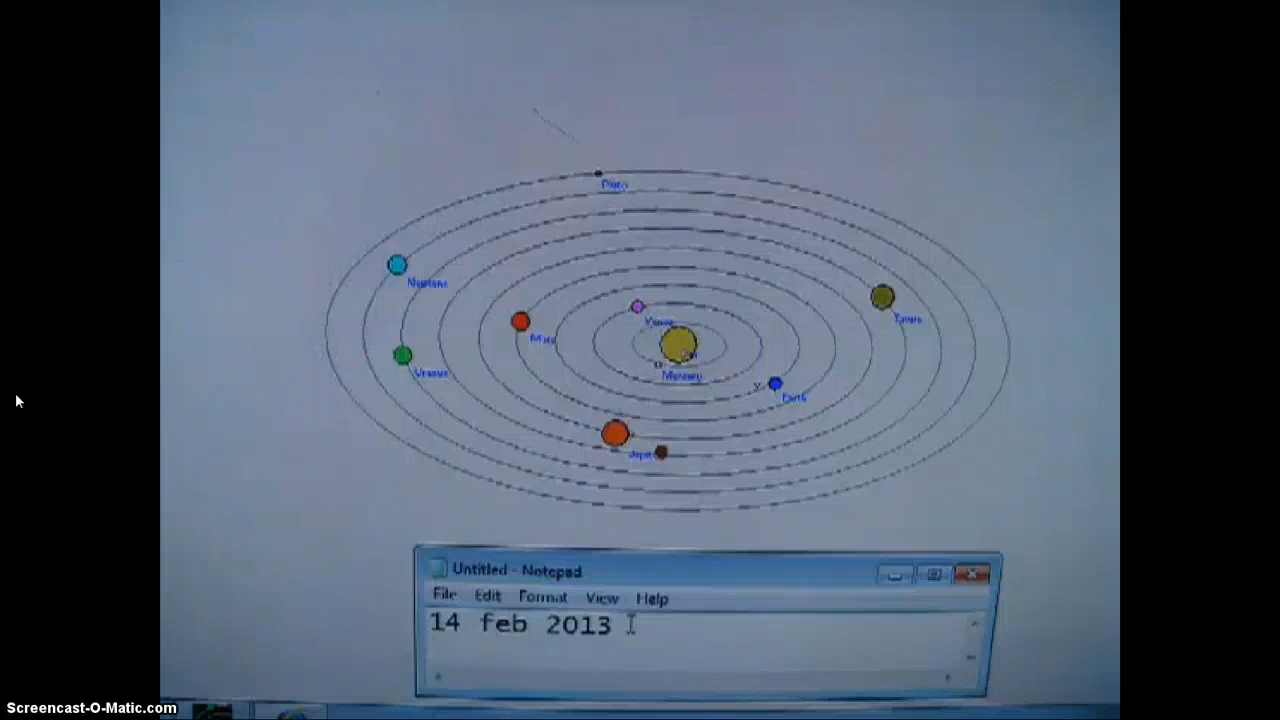 Pluto
Neptune
Venus
Mars
Uranus
Mercury
Earth
Untitled - Notepad
File Edit Format View Help
14 feb 2013
Screencast-O-Matic.com